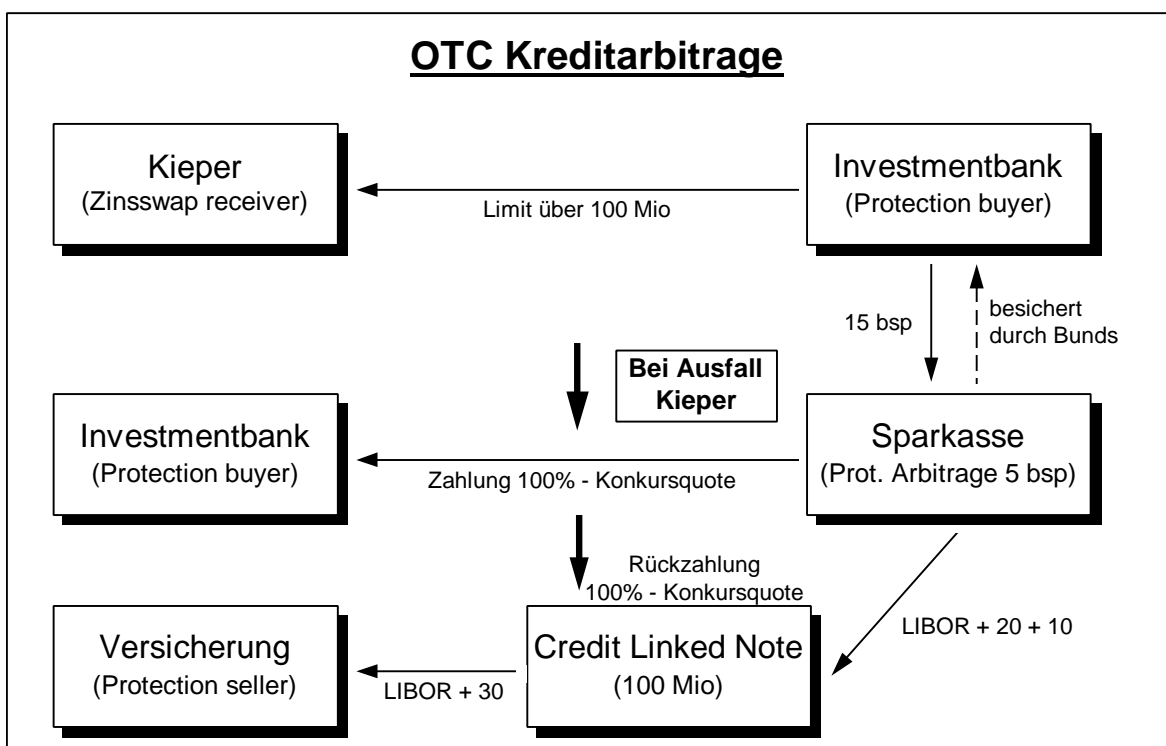 OTC Kreditarbitrage
Kieper
(Zinsswap receiver)
Limit über 100 Mio
Investmentbank
(Protection buyer)
15 bsp
besichert
durch Bunds
Bei Ausfall
Kieper
Investmentbank
(Protection buyer)
Zahlung 100% - Konkursquote
Sparkasse
(Prot. Arbitrage 5 bsp)
Rückzahlung
100% - Konkursquote
LIBOR + 20 + 10
Versicherung
(Protection seller)
LIBOR + 30
Credit Linked Note
(100 Mio)